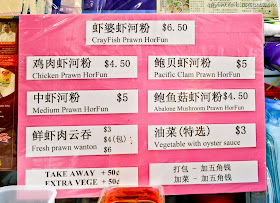 虾婆虾河粉 $6.50
CrayFish Prawn HorFun
鸡肉虾河粉 $4.50
Chicken Prawn HorFun
鲍贝虾河粉 $5
Pacific Clam Prawn HorFun
中虾河粉 $5
Medium Prawn HorFun
鲍鱼菇虾河粉 $4.50
Abalone Mushroom Prawn HorFun
鲜虾肉云吞 $3
$4(包)
Fresh prawn wanton $6
油菜(特选) $3
Vegetable with oyster sauce
TAKE AWAY +50¢
EXTRA VEGE +50¢
打包 - 加五角钱
加菜 - 加五角钱